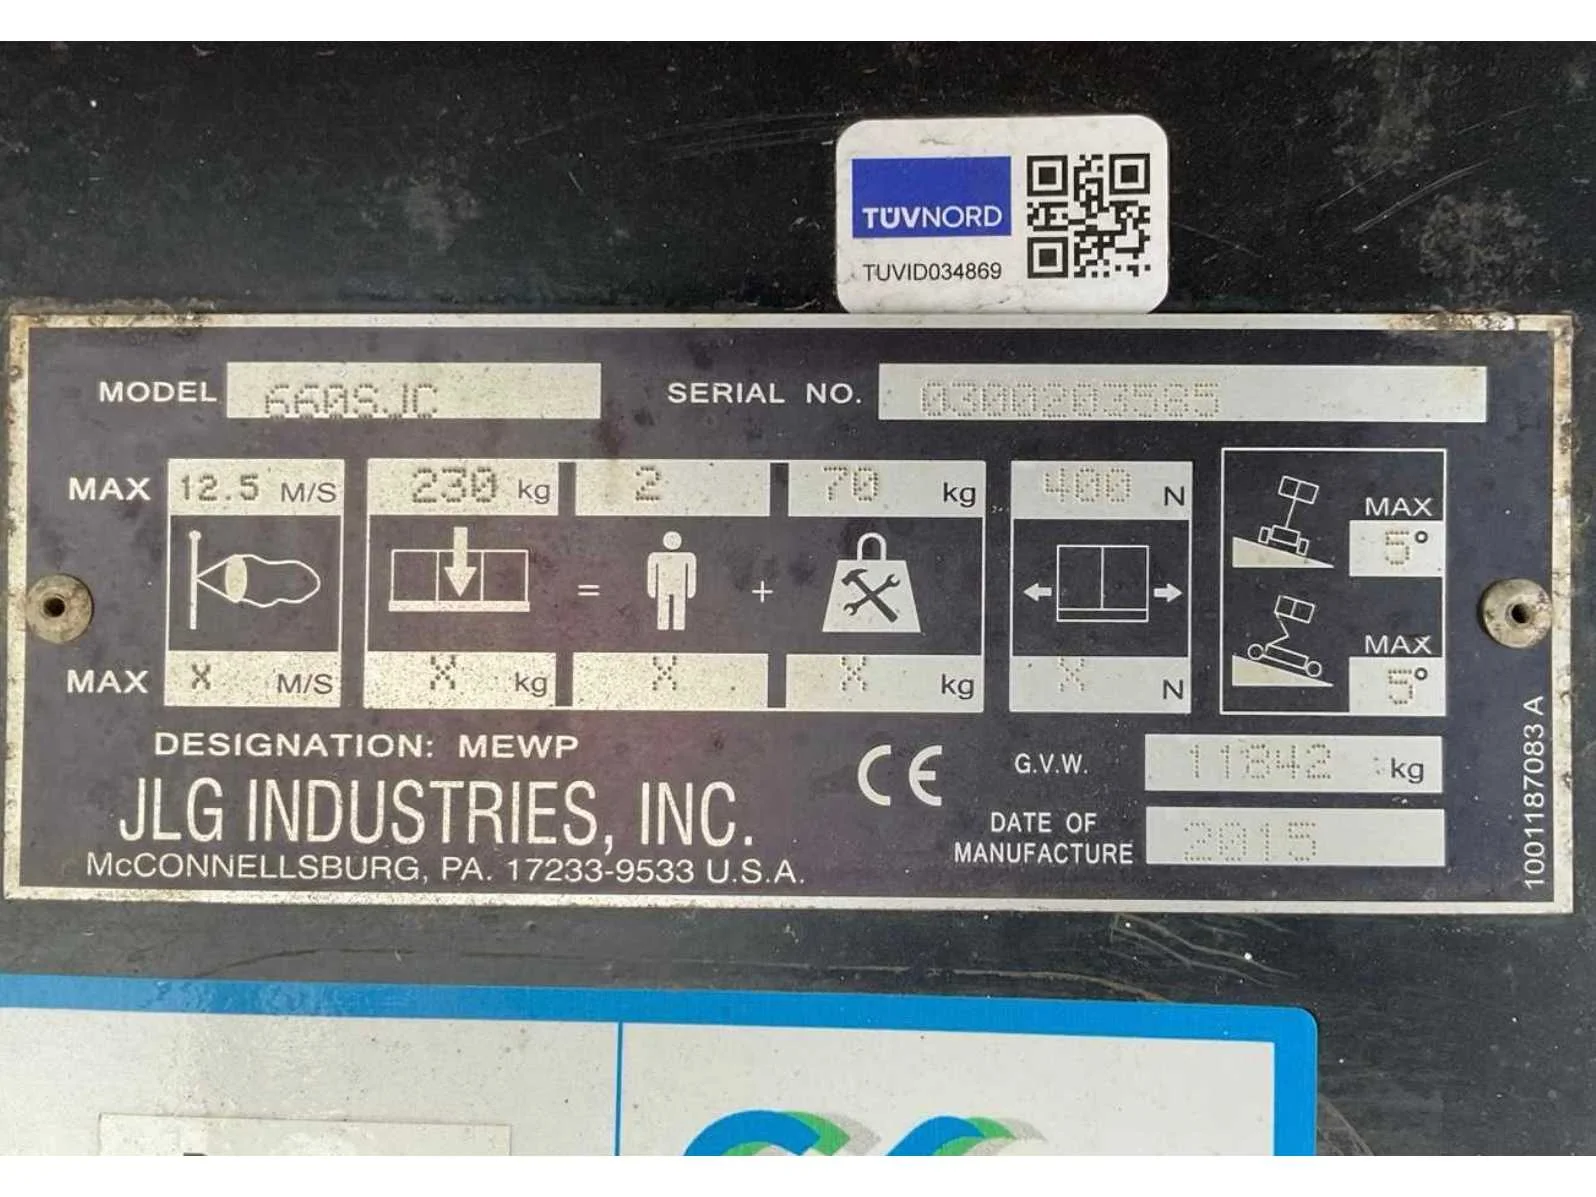 TÜVNORD
TUVID034869
MODEL 660SJC SERIAL NO. 0300203585
MAX 12.5 M/S 230 kg 2 70 kg 400 N
MAX
5°
= +
MAX
5°
MAX X M/S X kg X X kg X N
DESIGNATION: MEWP
JLG INDUSTRIES, INC.
McCONNELLSBURG, PA. 17233-9533 U.S.A.
CE
G.V.W. 11842 kg
DATE OF
MANUFACTURE 2015
1001187083 A